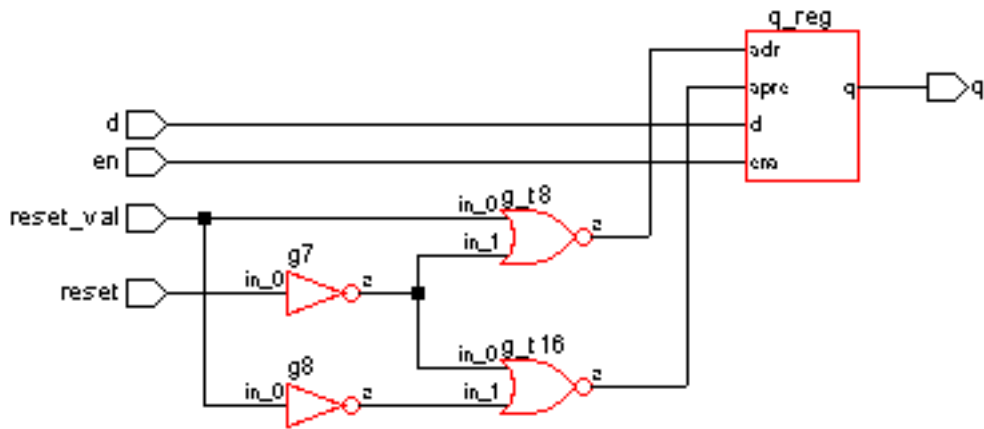 q_reg
adr
apre
q
q
d
d
en
ena
reset_val
in_0
g_t8
z
in_1
g7
reset
in_0
z
in_0
g_t16
z
g8
in_0
z
in_1